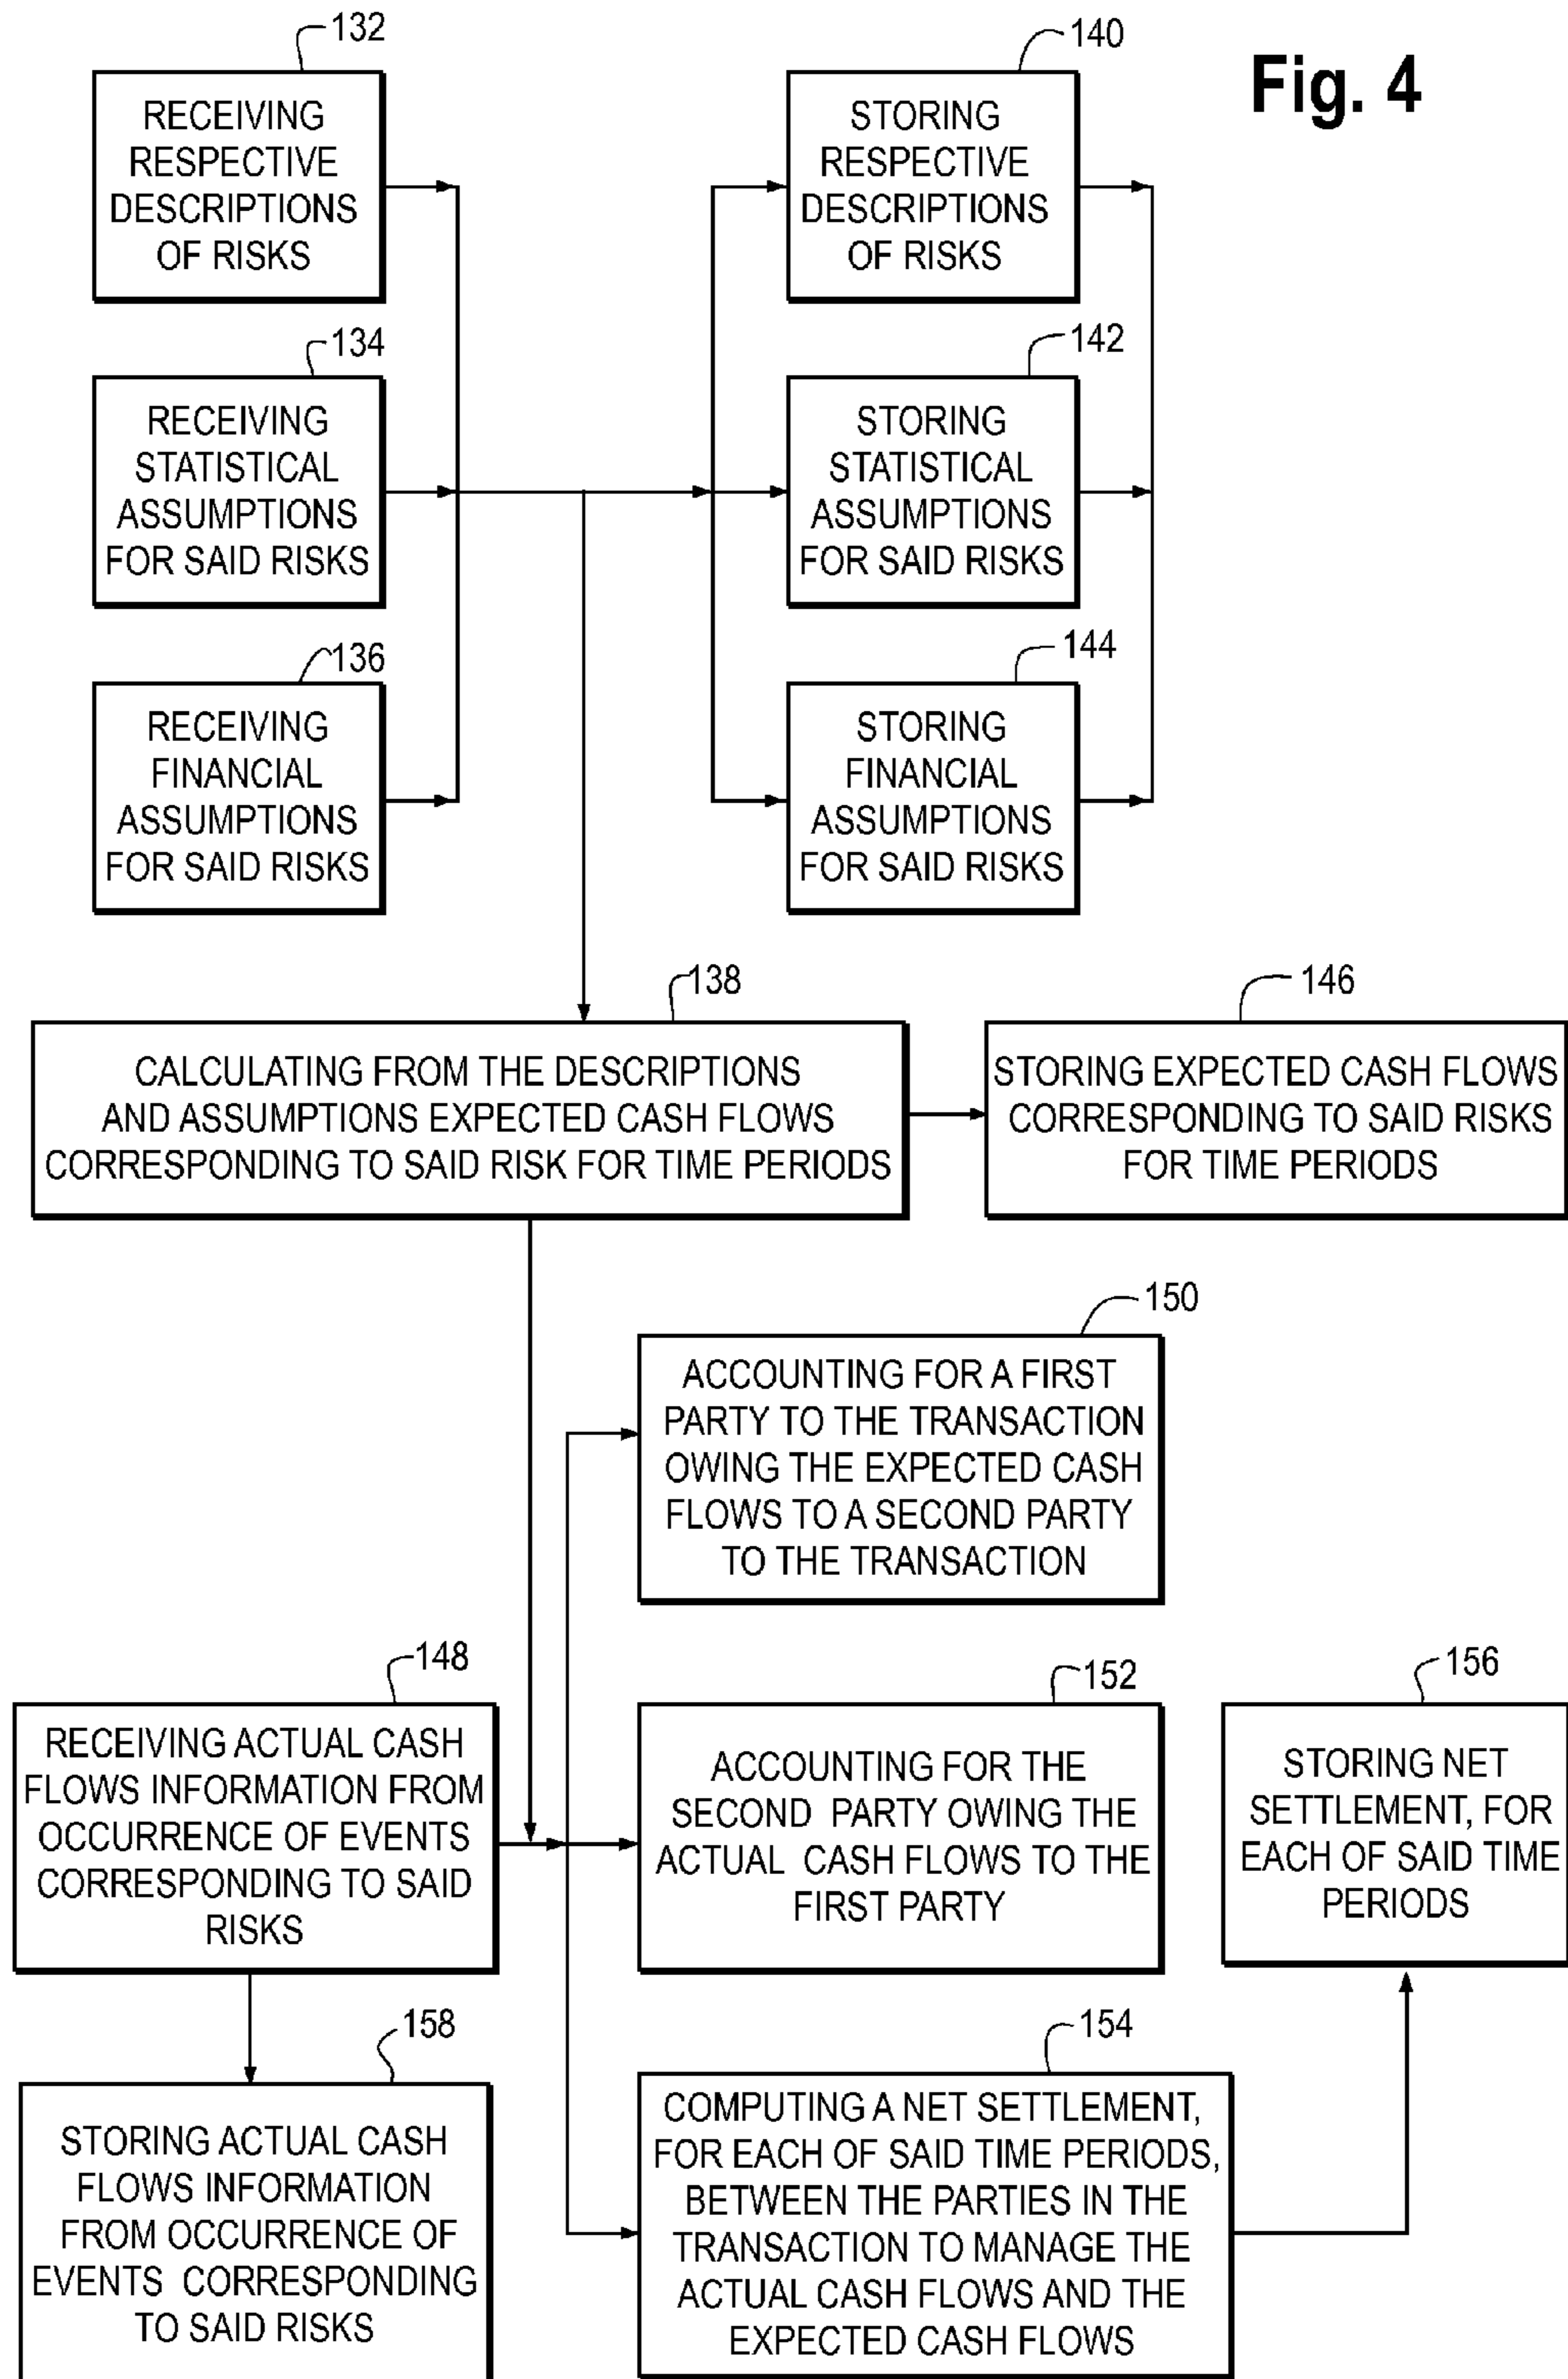 Fig. 4
132
RECEIVING
RESPECTIVE
DESCRIPTIONS
OF RISKS
140
STORING
RESPECTIVE
DESCRIPTIONS
OF RISKS
134
RECEIVING
STATISTICAL
ASSUMPTIONS
FOR SAID RISKS
142
STORING
STATISTICAL
ASSUMPTIONS
FOR SAID RISKS
136
RECEIVING
FINANCIAL
ASSUMPTIONS
FOR SAID RISKS
144
STORING
FINANCIAL
ASSUMPTIONS
FOR SAID RISKS
138
CALCULATING FROM THE DESCRIPTIONS
AND ASSUMPTIONS EXPECTED CASH FLOWS
CORRESPONDING TO SAID RISK FOR TIME PERIODS
146
STORING EXPECTED CASH FLOWS
CORRESPONDING TO SAID RISKS
FOR TIME PERIODS
150
ACCOUNTING FOR A FIRST
PARTY TO THE TRANSACTION
OWING THE EXPECTED CASH
FLOWS TO A SECOND PARTY
TO THE TRANSACTION
148
RECEIVING ACTUAL CASH
FLOWS INFORMATION FROM
OCCURRENCE OF EVENTS
CORRESPONDING TO SAID
RISKS
152
ACCOUNTING FOR THE
SECOND PARTY OWING THE
ACTUAL CASH FLOWS TO THE
FIRST PARTY
156
STORING NET
SETTLEMENT, FOR
EACH OF SAID TIME
PERIODS
158
STORING ACTUAL CASH
FLOWS INFORMATION
FROM OCCURRENCE OF
EVENTS CORRESPONDING
TO SAID RISKS
154
COMPUTING A NET SETTLEMENT,
FOR EACH OF SAID TIME PERIODS,
BETWEEN THE PARTIES IN THE
TRANSACTION TO MANAGE THE
ACTUAL CASH FLOWS AND THE
EXPECTED CASH FLOWS